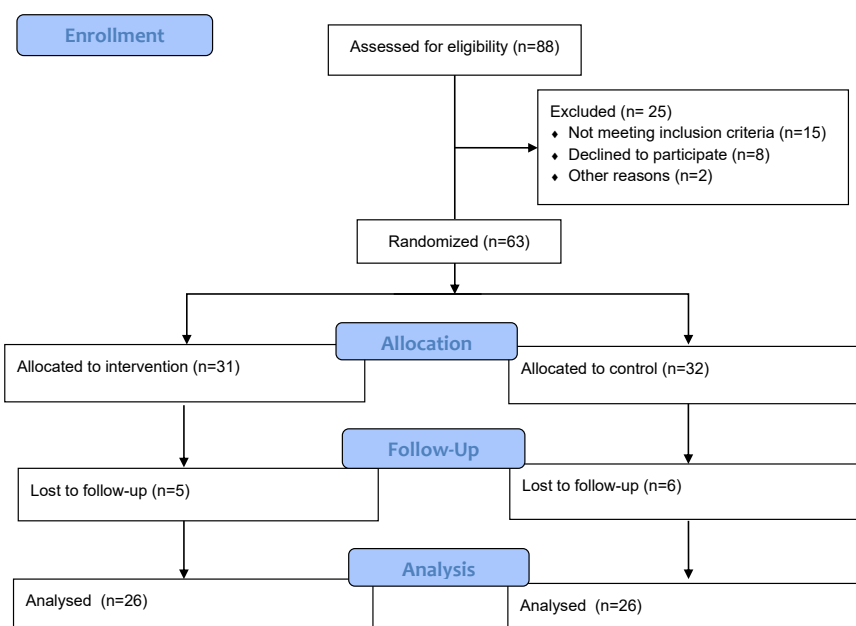 Enrollment
Assessed for eligibility (n=88)
Excluded (n= 25)
♦ Not meeting inclusion criteria (n=15)
♦ Declined to participate (n=8)
♦ Other reasons (n=2)
Randomized (n=63)
Allocation
Allocated to intervention (n=31)
Allocated to control (n=32)
Follow-Up
Lost to follow-up (n=5)
Lost to follow-up (n=6)
Analysis
Analysed (n=26)
Analysed (n=26)